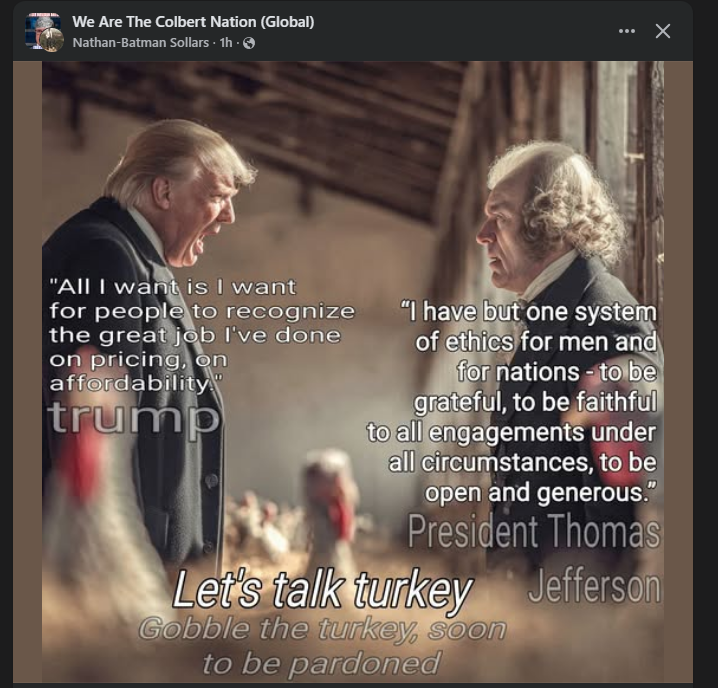 We Are The Colbert Nation (Global)
Nathan-Batman Sollars · 1h ·
"All I want is I want
for people to recognize
the great job I've done
on pricing, on
affordability."
trump
“I have but one system
of ethics for men and
for nations - to be
grateful, to be faithful
to all engagements under
all circumstances, to be
open and generous.”
President Thomas
Jefferson
Let's talk turkey
Gobble the turkey, soon
to be pardoned